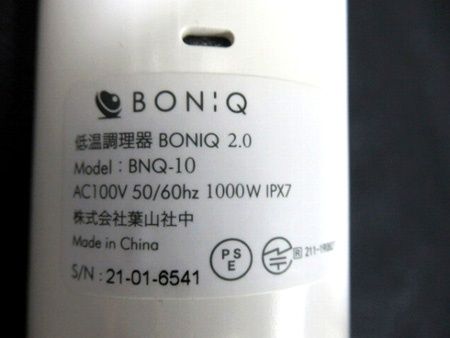 BONIQ
低温調理器 BONIQ 2.0
Model : BNQ-10
AC100V 50/60hz 1000W IPX7
株式会社葉山社中
Made in China
PS
E
R
S/N : 21-01-6541